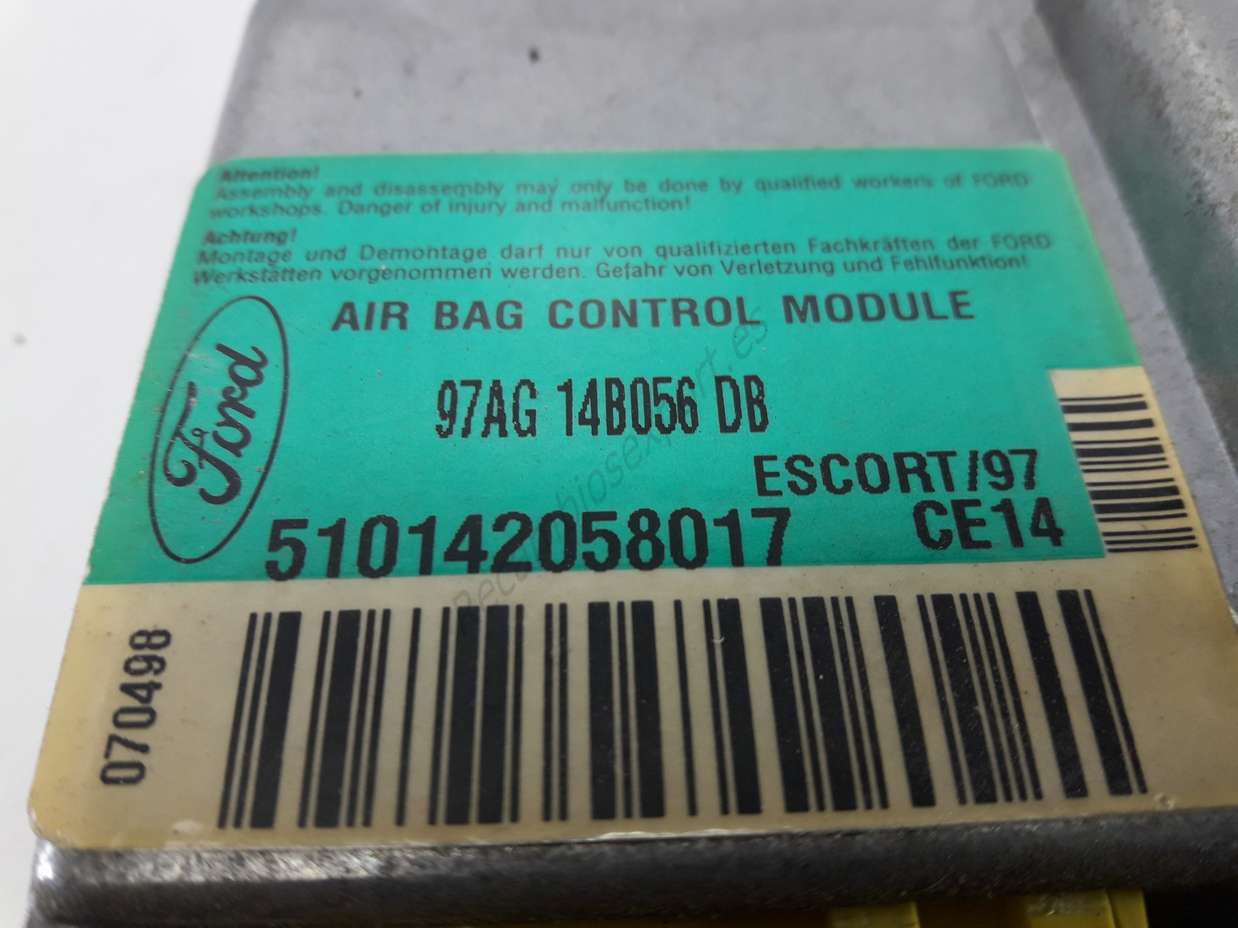 Attention!
Assembly and disassembly may only be done by qualified workers of FORD
workshops. Danger of injury and malfunction!
Achtung!
Montage und Demontage darf nur von qualifizierten Fachkräften der FORD
Werkstätten vorgenommen werden. Gefahr von Verletzung und Fehlfunktion!
AIR BAG CONTROL MODULE
Ford
97AG 14B056 DB
ESCORT/97
510142058017 CE14
070498
recambiosexpert.es